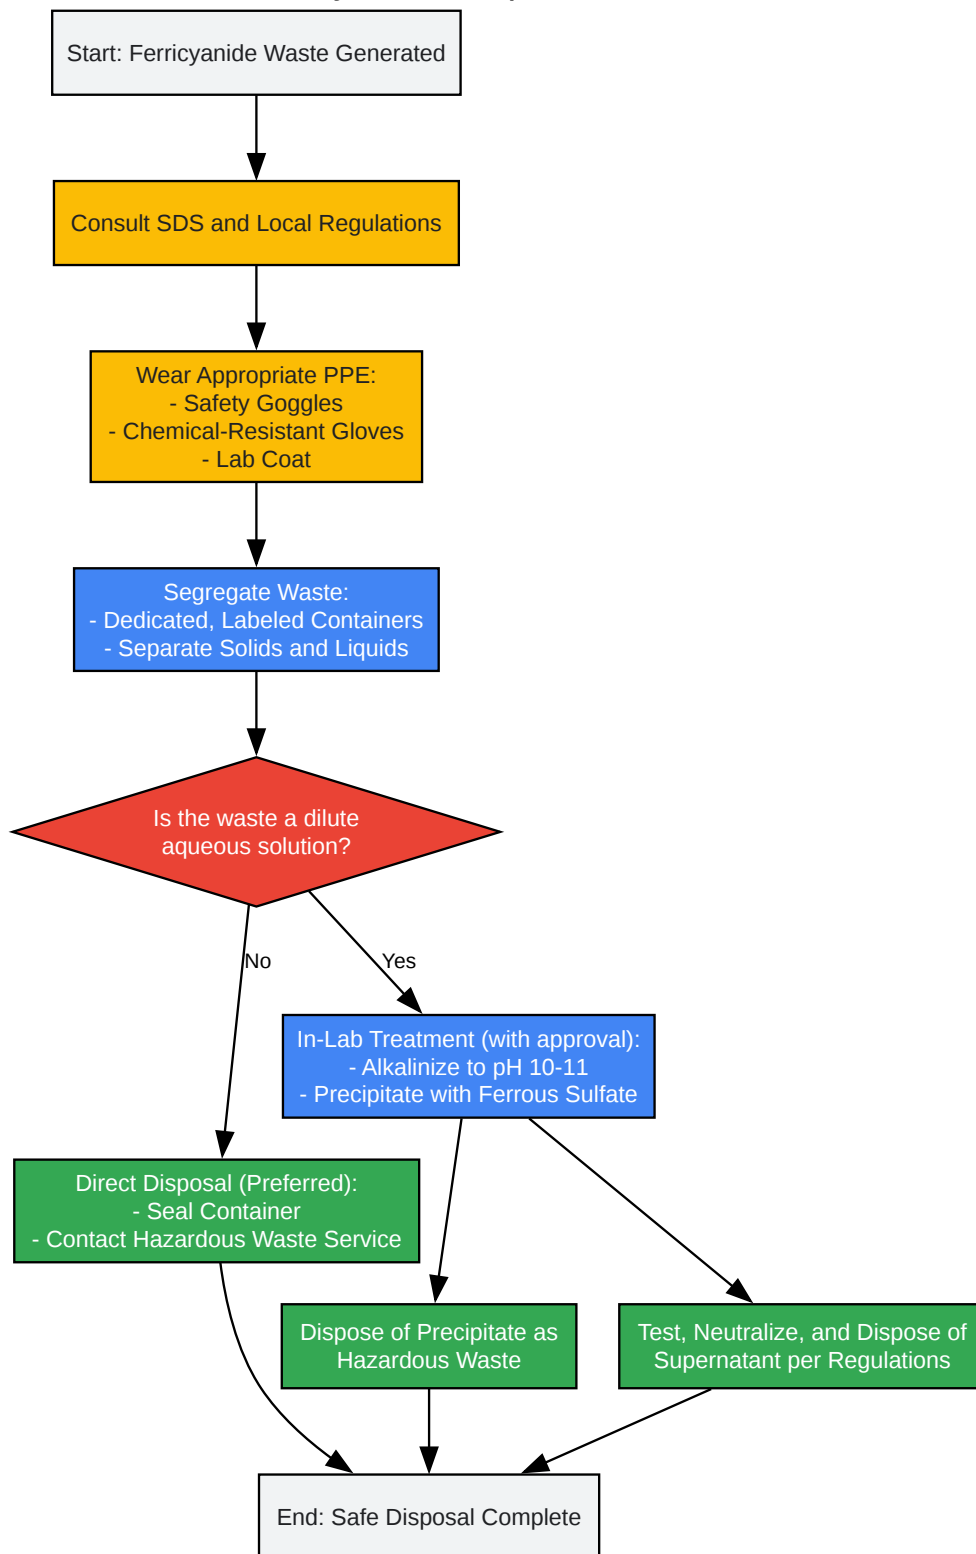 Start: Ferricyanide Waste Generated
Consult SDS and Local Regulations
Wear Appropriate PPE:
- Safety Goggles
- Chemical-Resistant Gloves
- Lab Coat
Segregate Waste:
- Dedicated, Labeled Containers
- Separate Solids and Liquids
Is the waste a dilute
aqueous solution?
No
Yes
In-Lab Treatment (with approval):
- Alkalinize to pH 10-11
- Precipitate with Ferrous Sulfate
Direct Disposal (Preferred):
- Seal Container
- Contact Hazardous Waste Service
Dispose of Precipitate as
Hazardous Waste
Test, Neutralize, and Dispose of
Supernatant per Regulations
End: Safe Disposal Complete